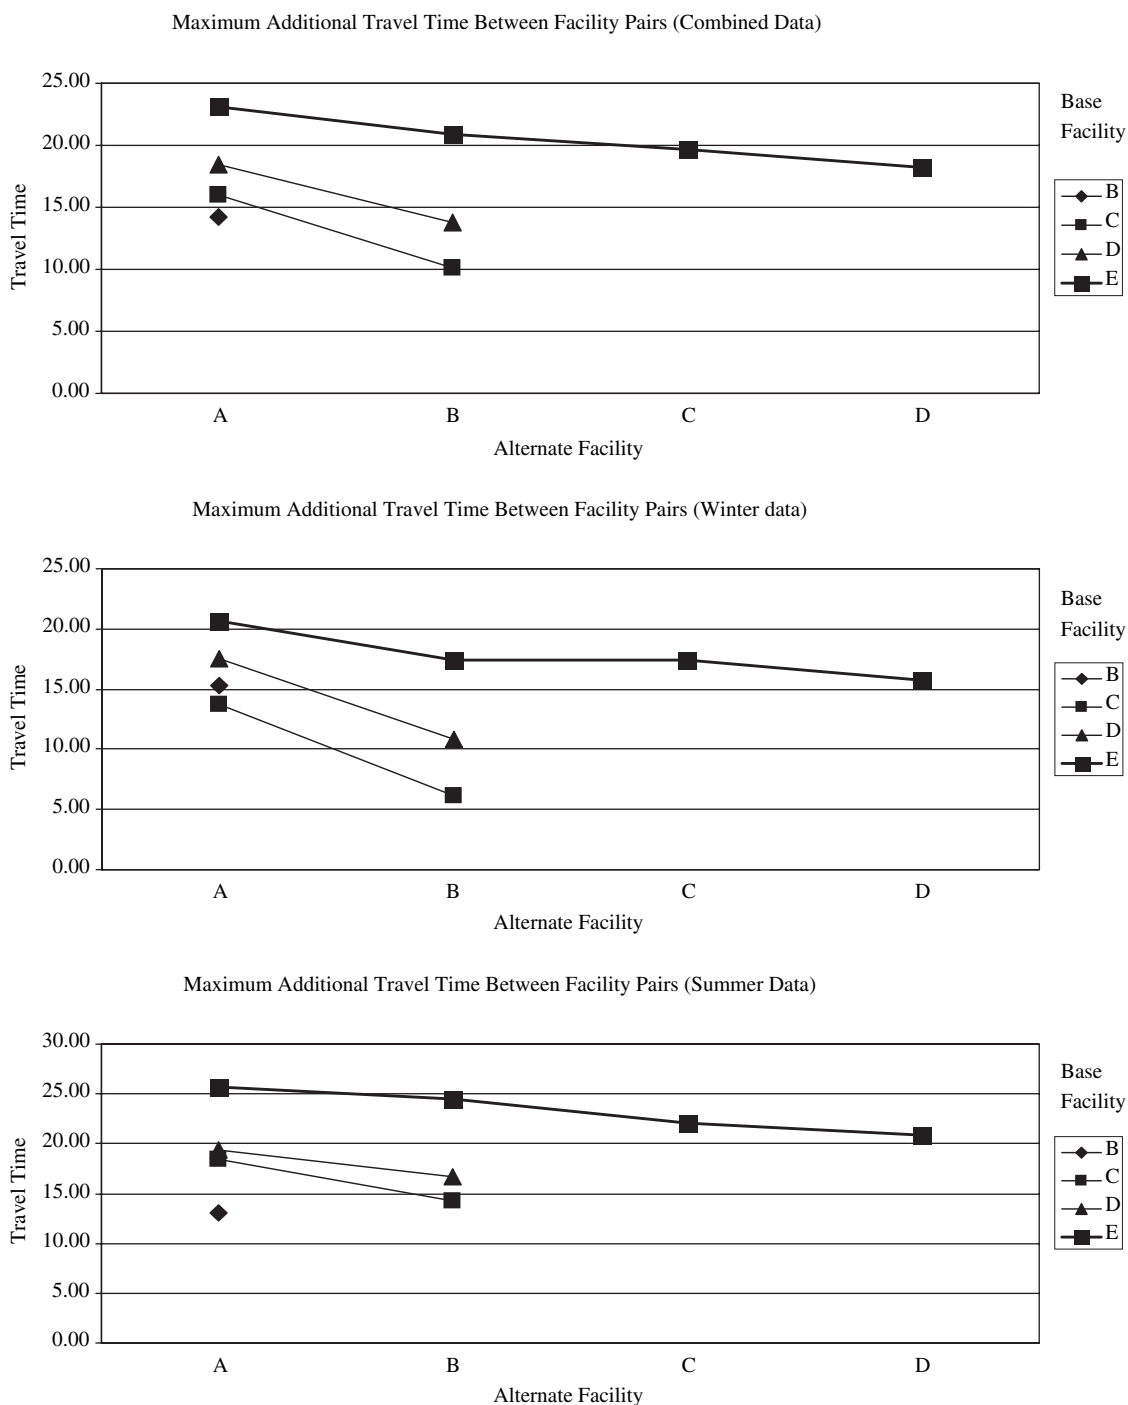 Maximum Additional Travel Time Between Facility Pairs (Combined Data)
25.00
20.00
15.00
10.00
5.00
0.00
Travel Time
A B C D
Alternate Facility
Base
Facility
B
C
D
E
Maximum Additional Travel Time Between Facility Pairs (Winter data)
25.00
20.00
15.00
10.00
5.00
0.00
Travel Time
A B C D
Alternate Facility
Base
Facility
B
C
D
E
Maximum Additional Travel Time Between Facility Pairs (Summer Data)
30.00
25.00
20.00
15.00
10.00
5.00
0.00
Travel Time
A B C D
Alternate Facility
Base
Facility
B
C
D
E